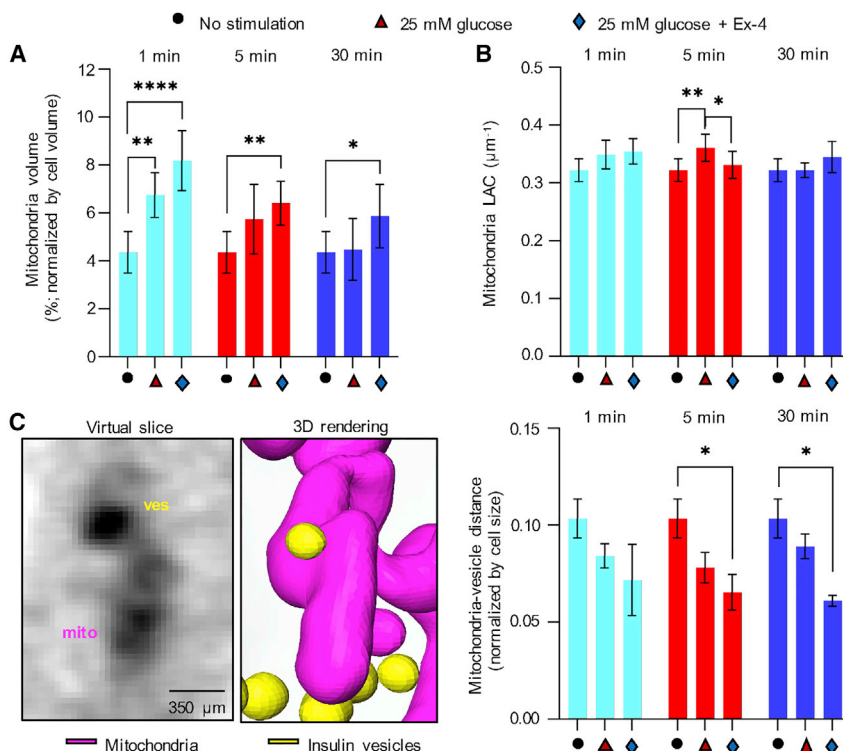 No stimulation
25 mM glucose
25 mM glucose + Ex-4
A
1 min
5 min
30 min
Mitochondria volume
(%; normalized by cell volume)
12
10
8
6
4
2
0
****
**
**
*
B
1 min
5 min
30 min
Mitochondria LAC (µm⁻¹)
0.5
0.4
0.3
0.2
0.1
0.0
**
*
C
Virtual slice
3D rendering
ves
mito
350 µm
Mitochondria
Insulin vesicles
1 min
5 min
30 min
Mitochondria-vesicle distance
(normalized by cell size)
0.15
0.10
0.05
0.00
*
*